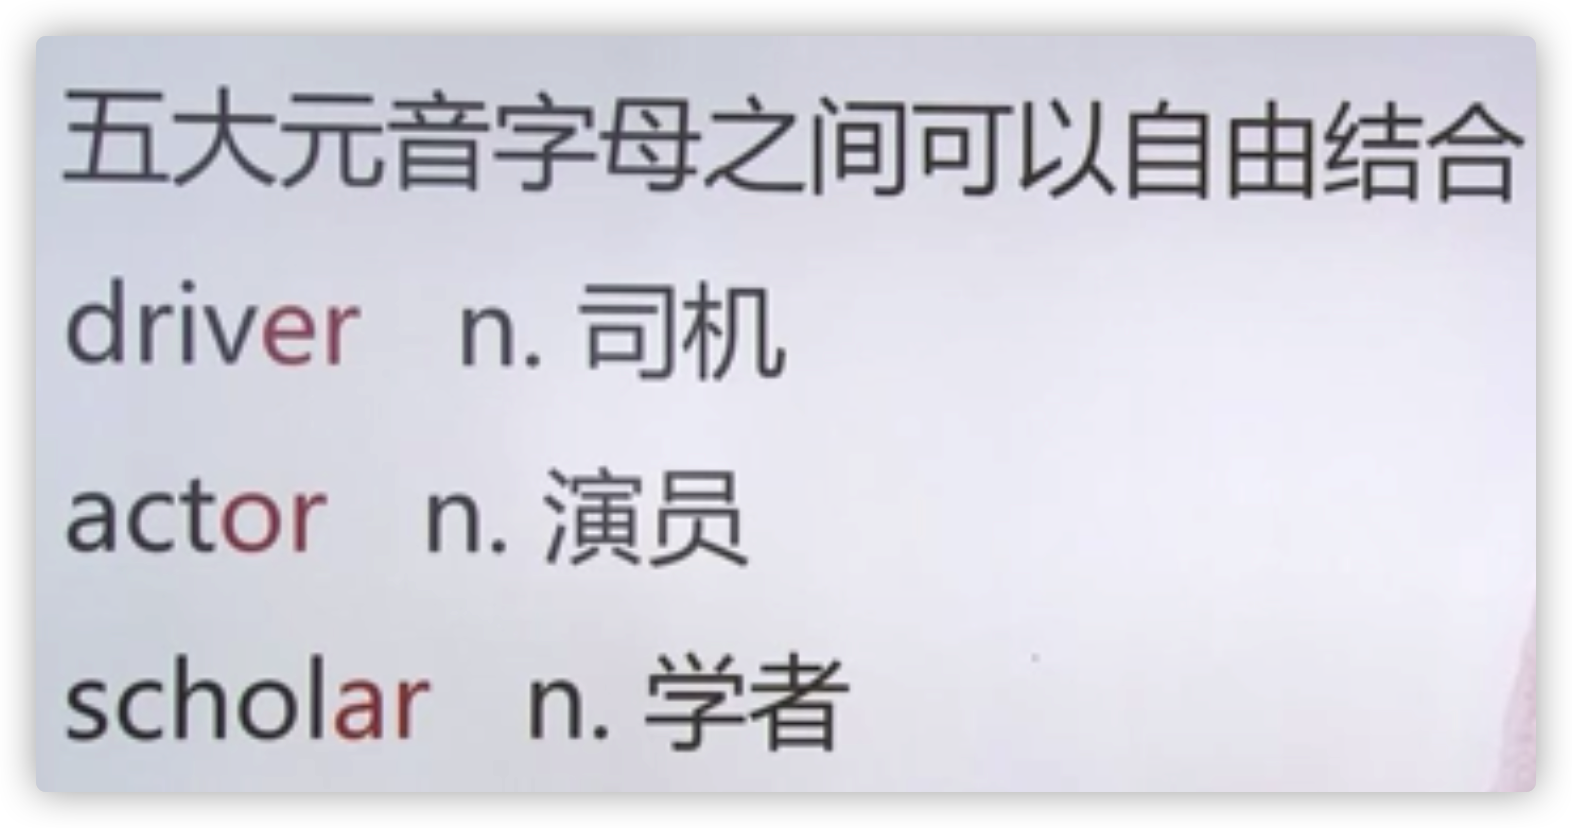 五大元音字母之间可以自由结合
driver n. 司机
actor n. 演员
scholar n. 学者